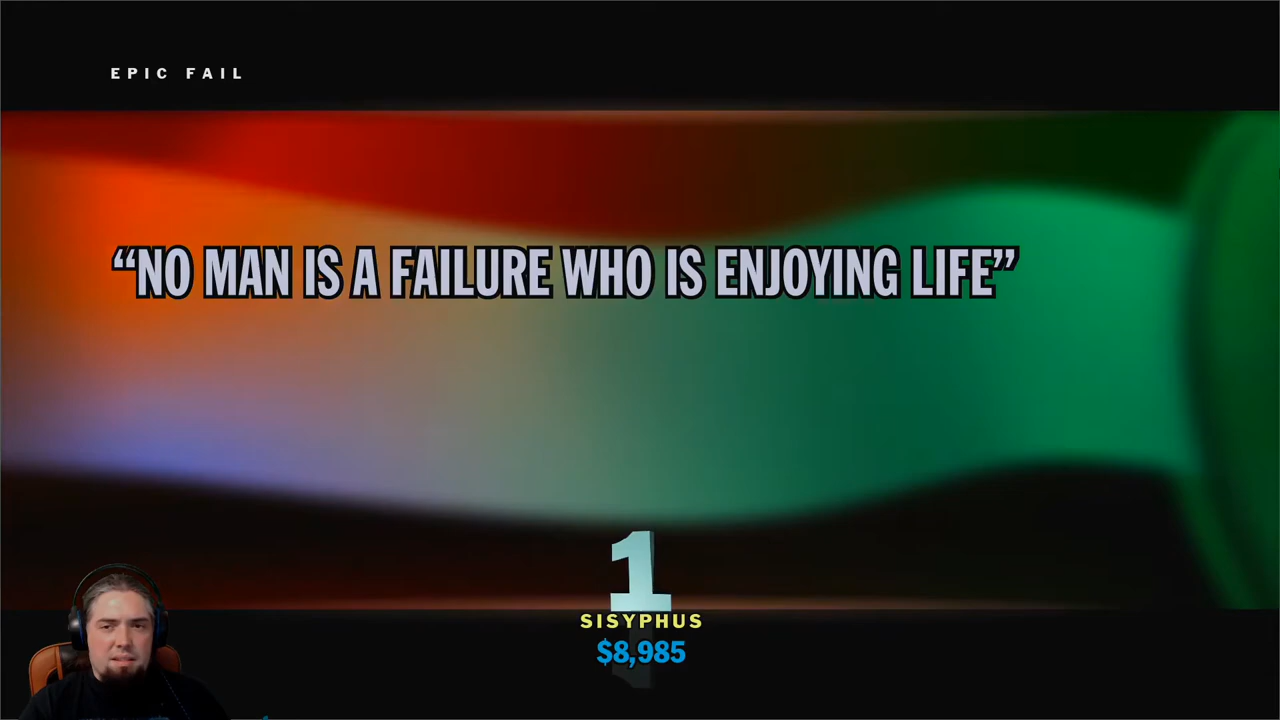 EPIC FAIL
“NO MAN IS A FAILURE WHO IS ENJOYING LIFE”
1
SISYPHUS
$8,985